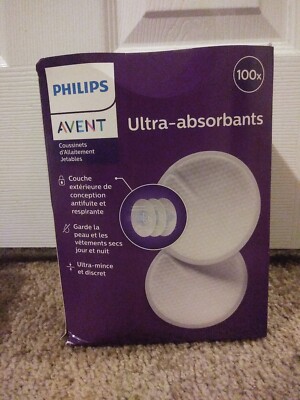 PHILIPS
100x
AVENT
Ultra-absorbants
Coussinets
d'Allaitement
Jetables
Couche
extérieure de
conception
antifuite et
respirante
Garde la
peau et les
vêtements secs
jour et nuit
Ultra-mince
et discret